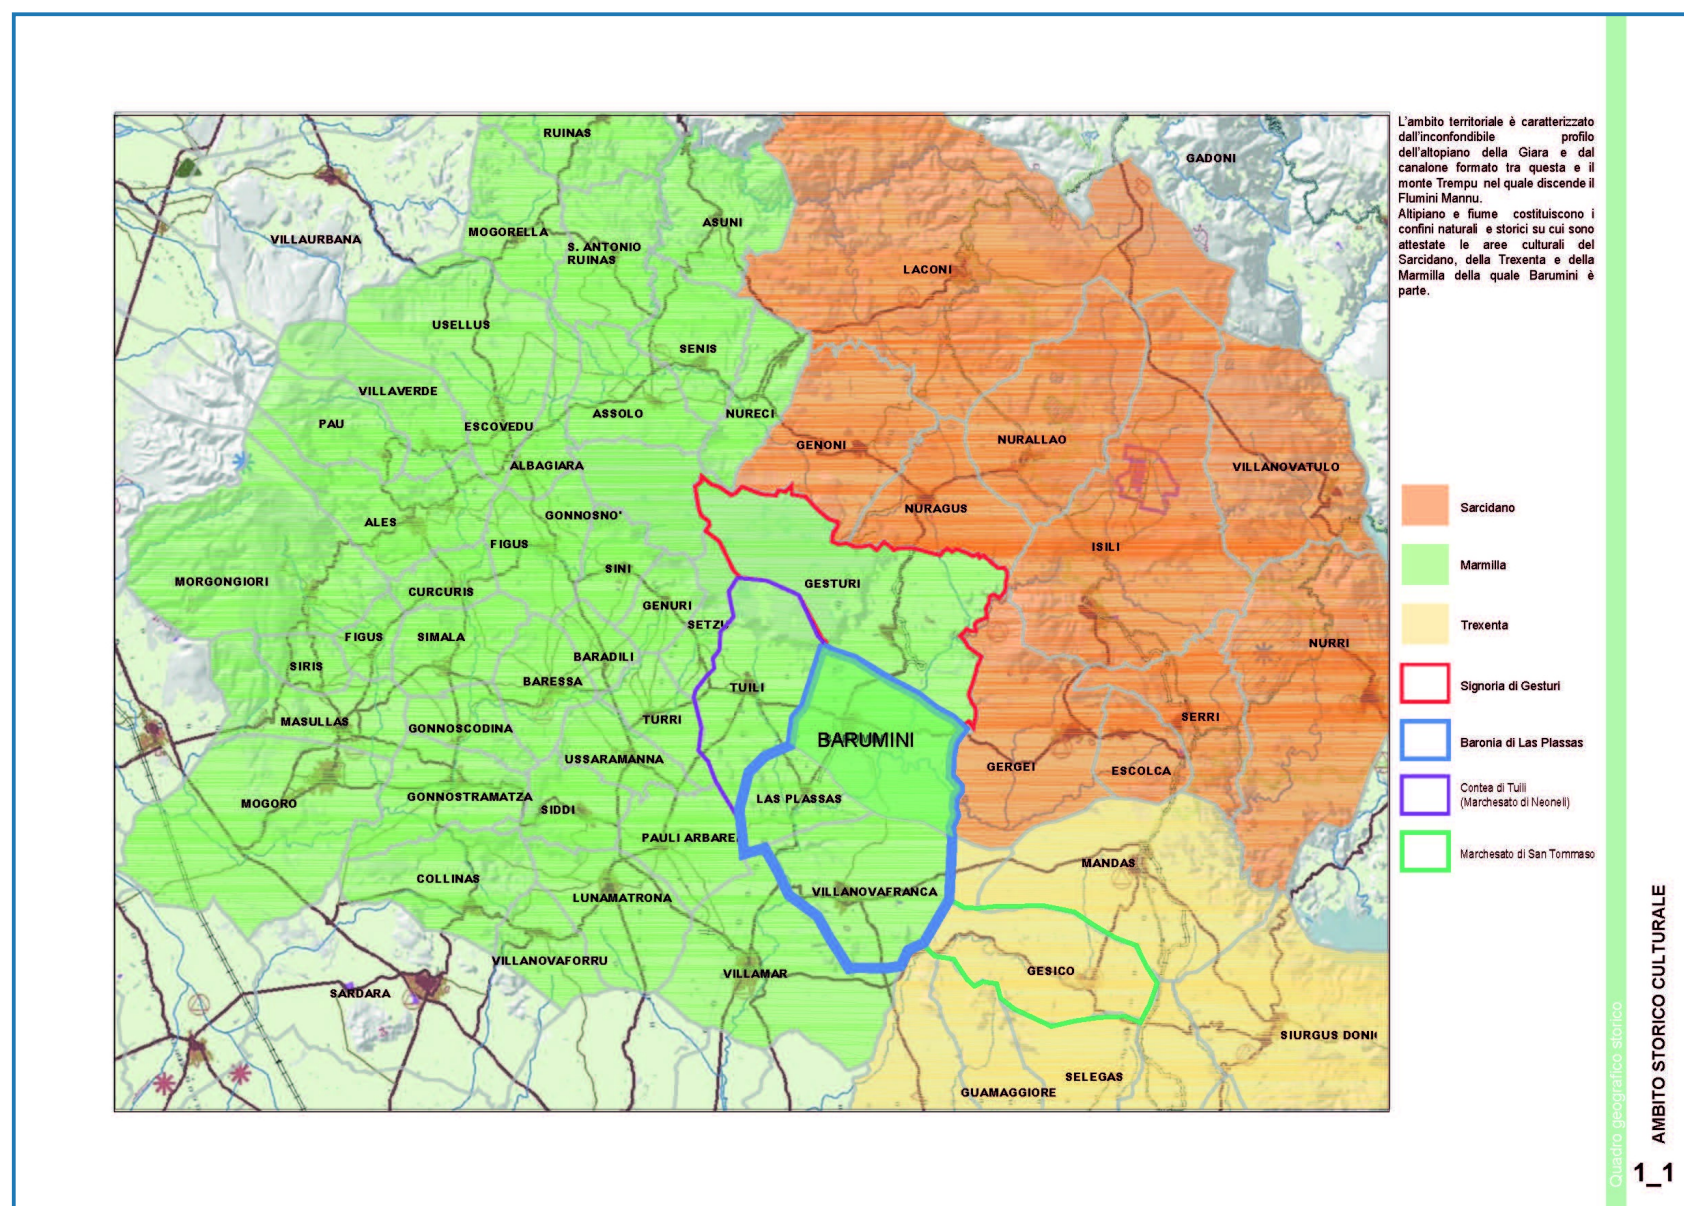 RUINAS
GADONI
ASUNI
MOGORELLA
VILLAURBANA
S. ANTONIO
RUINAS
LACONI
USELLUS
SENIS
VILLAVERDE
ASSOLO
NURECI
PAU
ESCOVEDU
GENONI
NURALLAO
ALBAGIARA
VILLANOVATULO
GONNOSNO'
NURAGUS
ALES
FIGUS
ISILI
SINI
MORGONGIORI
GESTURI
CURCURIS
GENURI
SETZI
FIGUS
SIMALA
NURRI
SIRIS
BARADILI
BARESSA
TUILI
MASULLAS
GONNOSCODINA
TURRI
SERRI
BARUMINI
USSARAMANNA
GERGEI
ESCOLCA
MOGORO
GONNOSTRAMATZA
SIDDI
LAS PLASSAS
PAULI ARBARE
MANDAS
COLLINAS
LUNAMATRONA
VILLANOVAFRANCA
VILLANOVAFORRU
VILLAMAR
GESICO
SARDARA
SIURGUS DONI
SELEGAS
GUAMAGGIORE
L'ambito territoriale è caratterizzato
dall'inconfondibile profilo
dell'altopiano della Giara e dal
canalone formato tra questa e il
monte Trempu nel quale discende il
Flumini Mannu.
Altipiano e fiume costituiscono i
confini naturali e storici su cui sono
attestate le aree culturali del
Sarcidano, della Trexenta e della
Marmilla della quale Barumini è
parte.
Sarcidano
Marmilla
Trexenta
Signoria di Gesturi
Baronia di Las Plassas
Contea di Tuili
(Marchesato di Neoneli)
Marchesato di San Tommaso
Quadro geografico storico
AMBITO STORICO CULTURALE
1_1